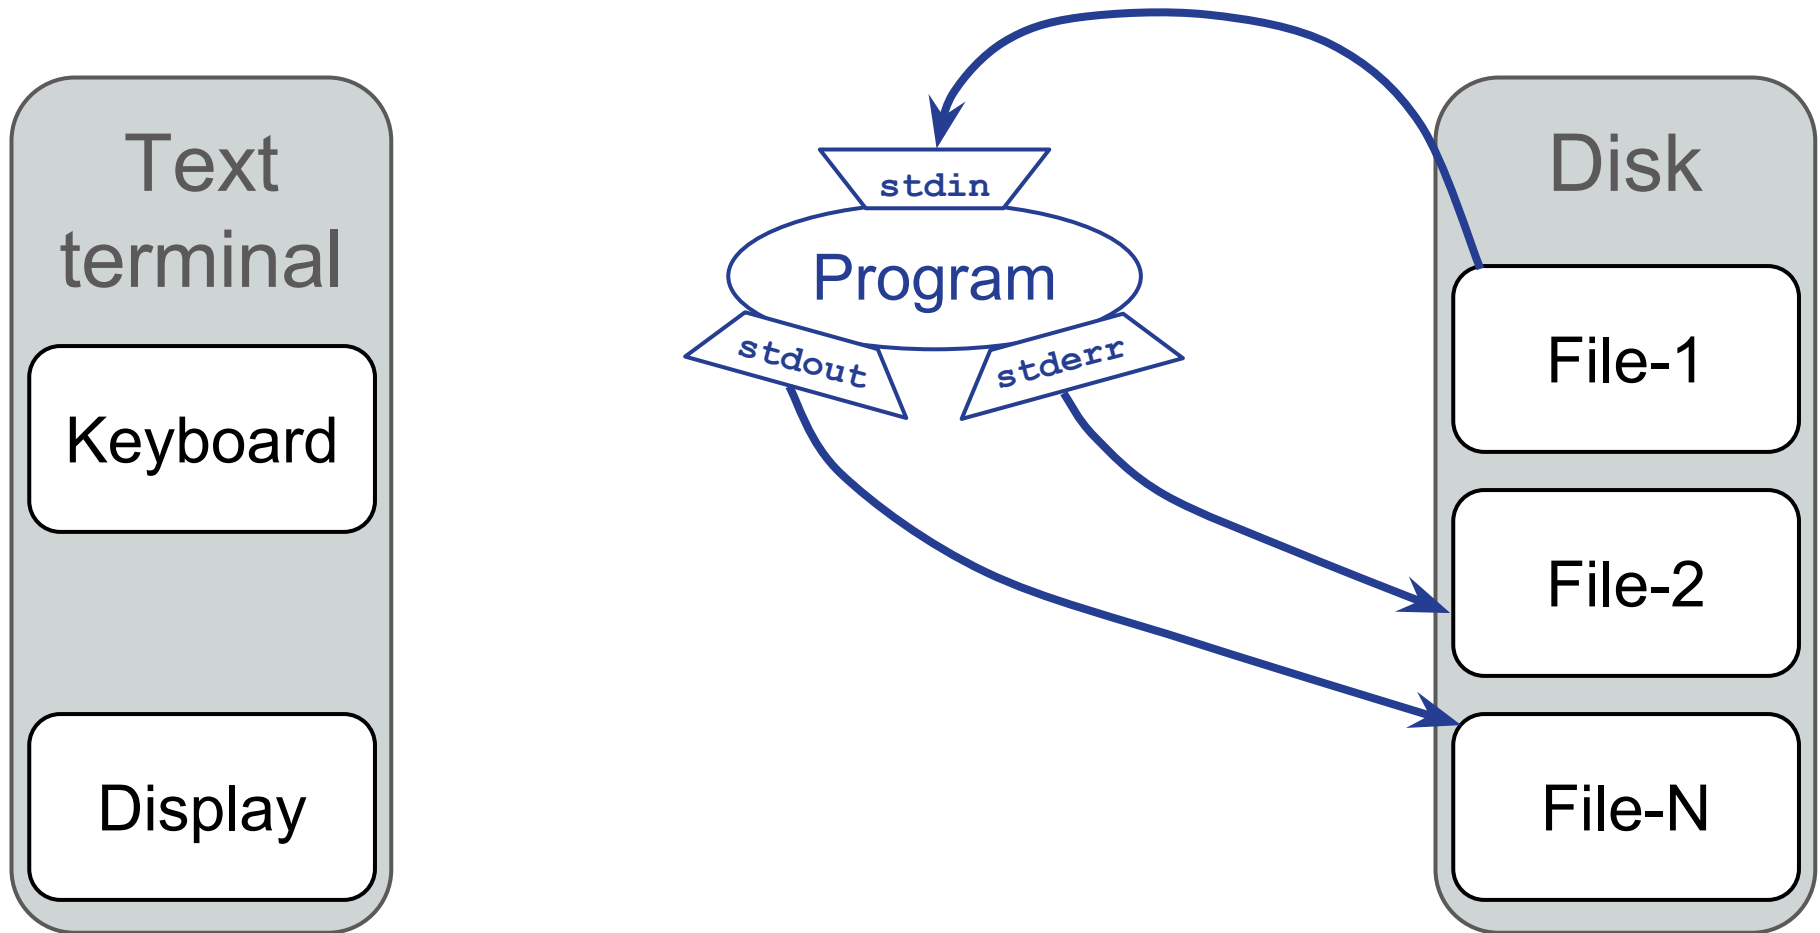 Text
terminal
Keyboard
Display
stdin
Program
stdout
stderr
Disk
File-1
File-2
File-N